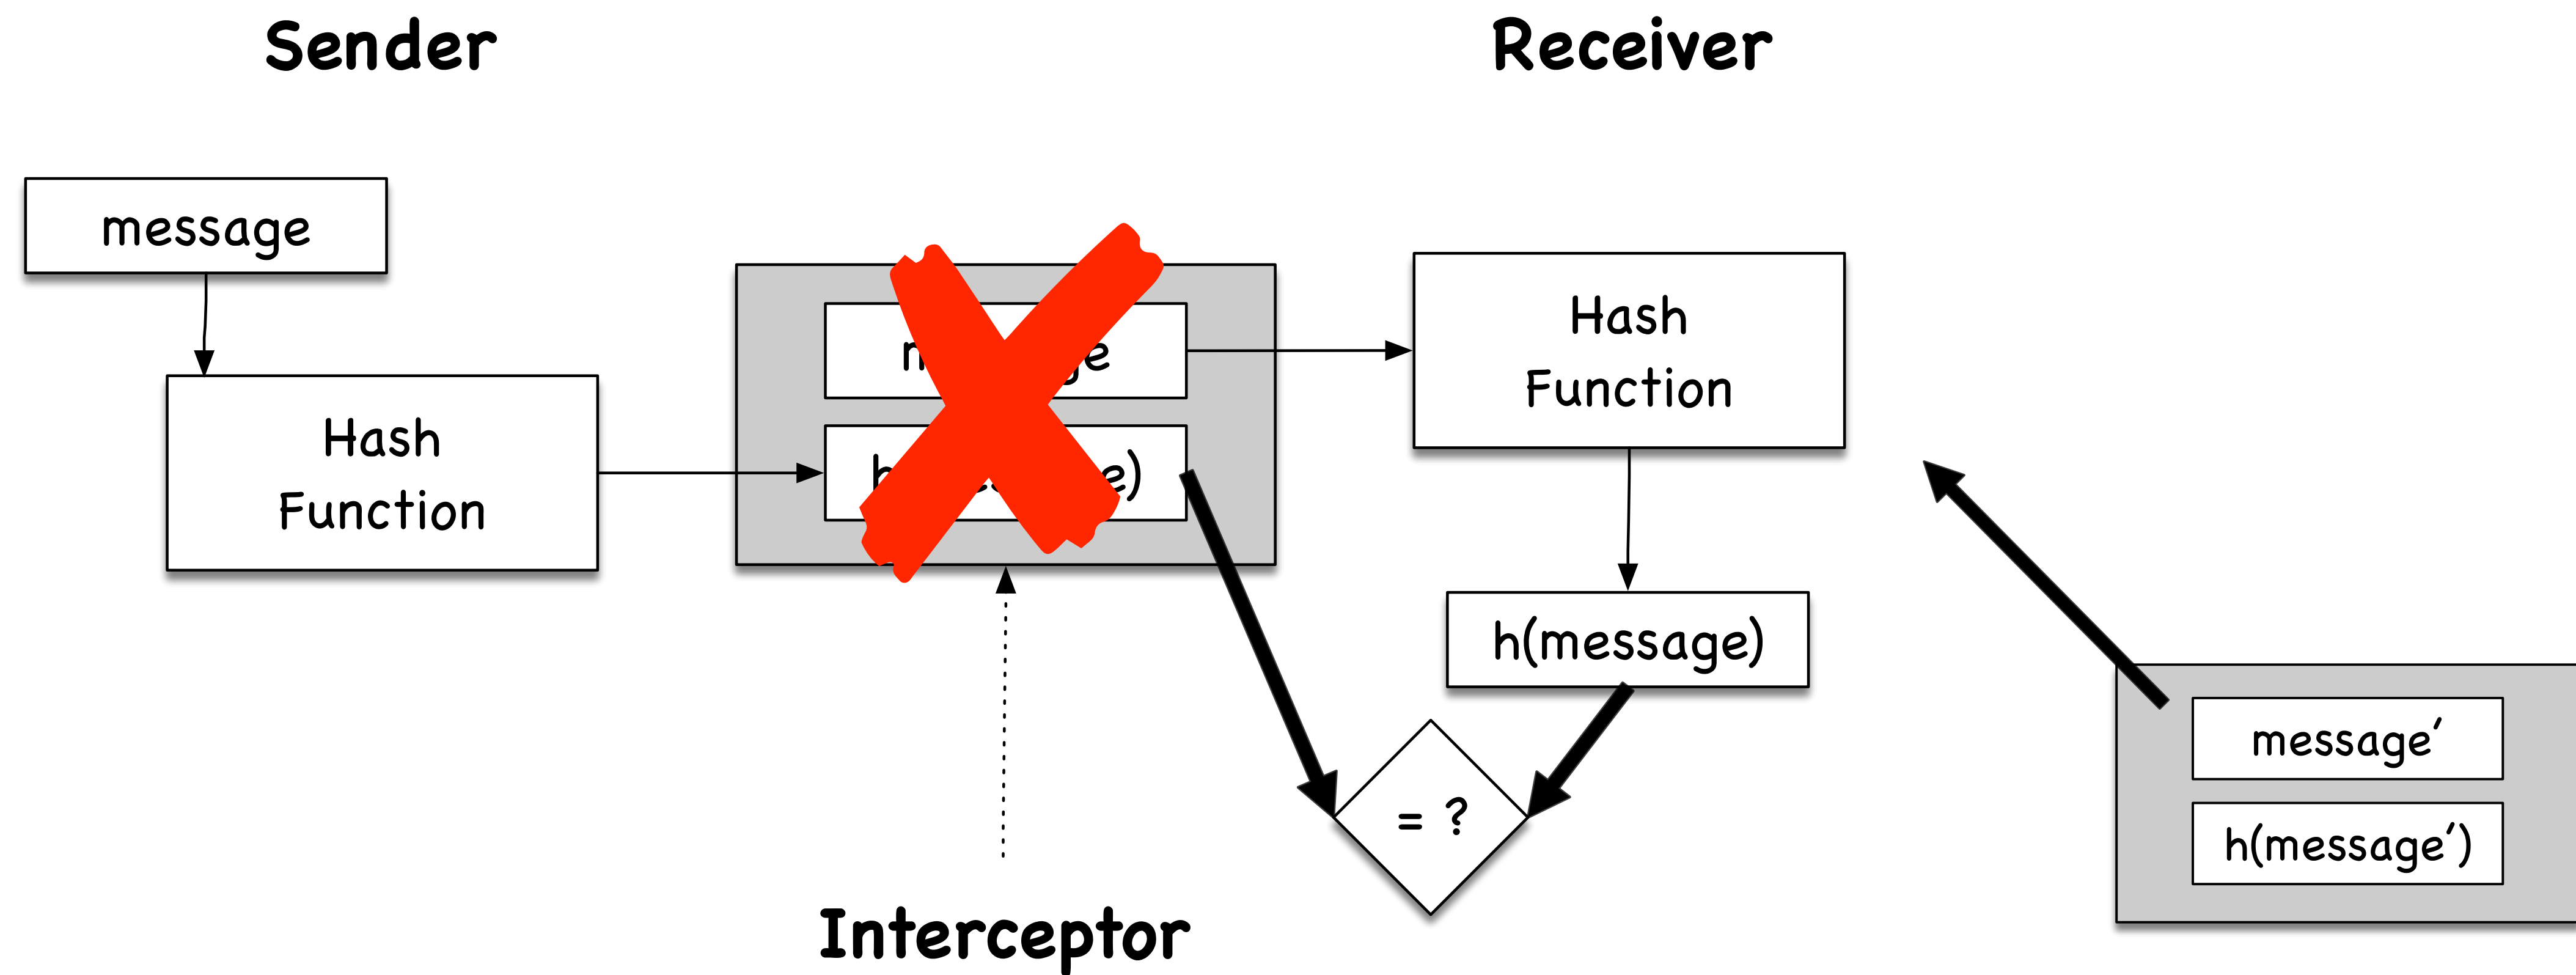 Sender
Receiver
message
Hash
Function
Hash
Function
h(message)
= ?
message′
h(message′)
Interceptor